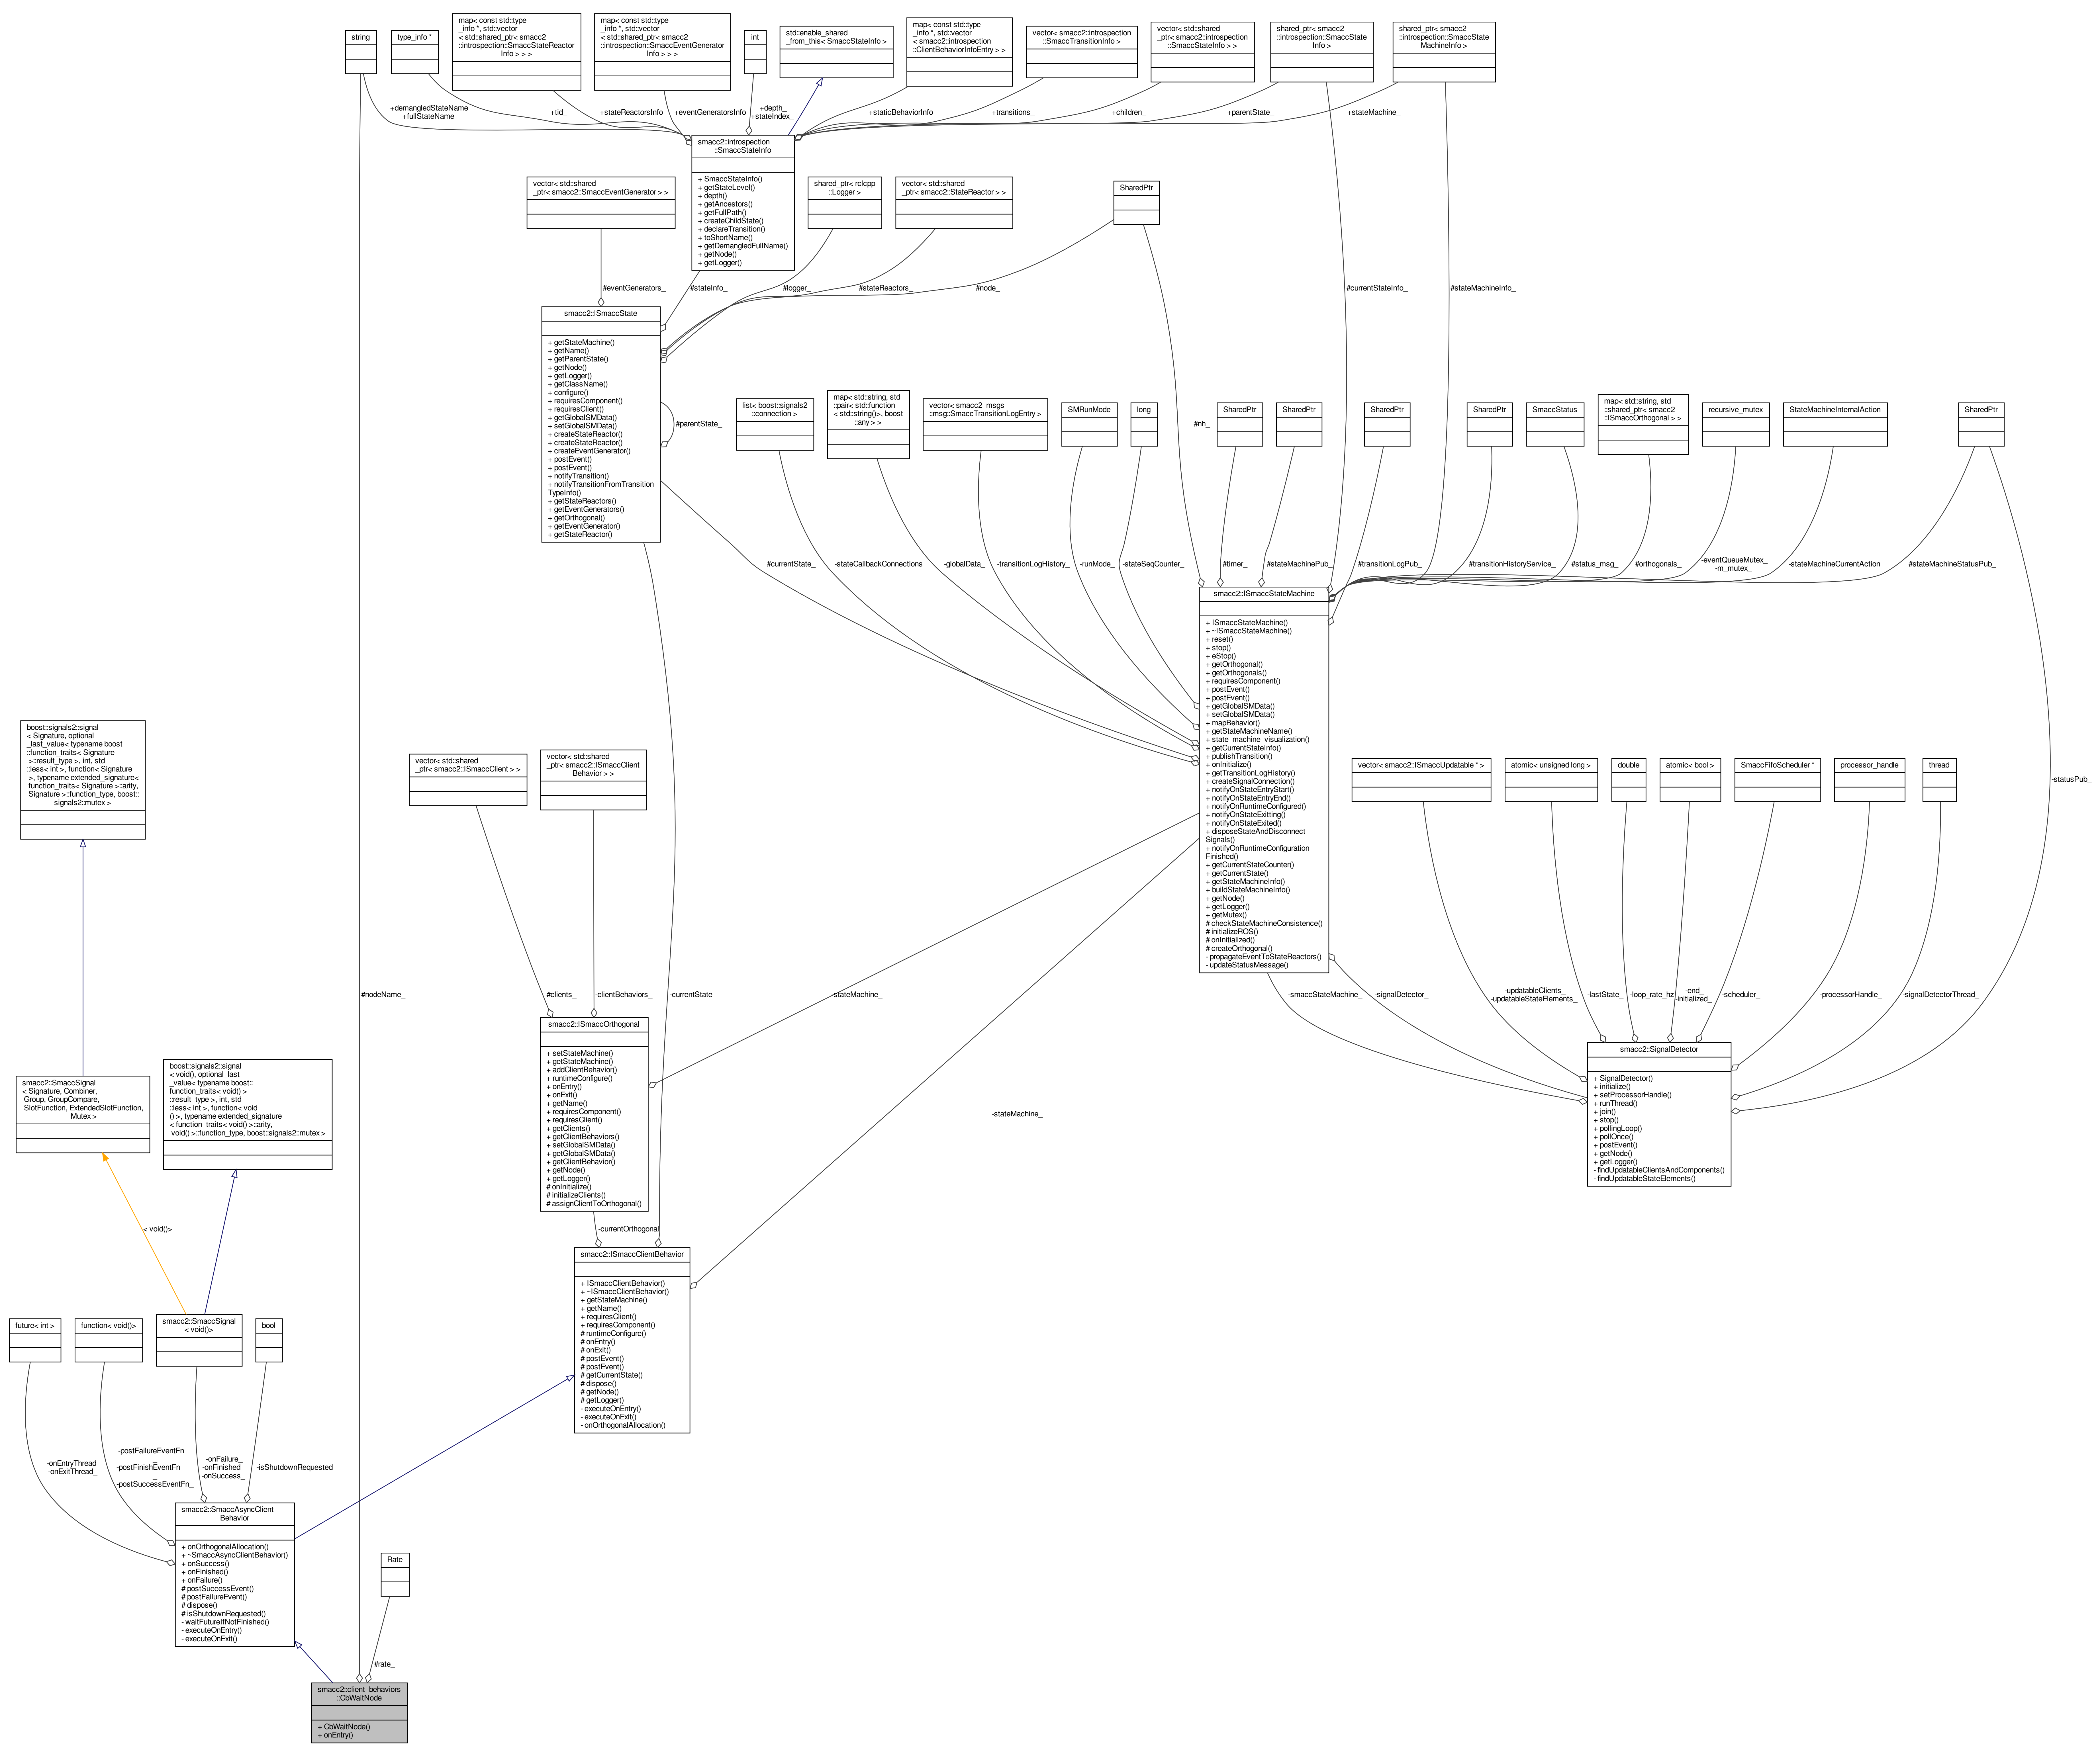 string
type_info *
map< const std::type
_info *, std::vector
< std::shared_ptr< smacc2
::introspection::SmaccStateReactor
Info > > >
map< const std::type
_info *, std::vector
< std::shared_ptr< smacc2
::introspection::SmaccEventGenerator
Info > > >
int
std::enable_shared
_from_this< SmaccStateInfo >
map< const std::type
_info *, std::vector
< smacc2::introspection
::ClientBehaviorInfoEntry > >
vector< smacc2::introspection
::SmaccTransitionInfo >
vector< std::shared
_ptr< smacc2::introspection
::SmaccStateInfo > >
shared_ptr< smacc2
::introspection::SmaccState
Info >
shared_ptr< smacc2
::introspection::SmaccState
MachineInfo >
+demangledStateName
+fullStateName
+tid_
+stateReactorsInfo
+eventGeneratorsInfo
+depth_
+stateIndex_
+staticBehaviorInfo
+transitions_
+children_
+parentState_
+stateMachine_
smacc2::introspection
::SmaccStateInfo
+ SmaccStateInfo()
+ getStateLevel()
+ depth()
+ getAncestors()
+ getFullPath()
+ createChildState()
+ declareTransition()
+ toShortName()
+ getDemangledFullName()
+ getNode()
+ getLogger()
vector< std::shared
_ptr< smacc2::SmaccEventGenerator > >
shared_ptr< rclcpp
::Logger >
vector< std::shared
_ptr< smacc2::StateReactor > >
SharedPtr
#eventGenerators_
#stateInfo_
#logger_
#stateReactors_
#node_
#currentStateInfo_
#stateMachineInfo_
smacc2::ISmaccState
+ getStateMachine()
+ getName()
+ getParentState()
+ getNode()
+ getLogger()
+ getClassName()
+ configure()
+ requiresComponent()
+ requiresClient()
+ getGlobalSMData()
+ setGlobalSMData()
+ createStateReactor()
+ createStateReactor()
+ createEventGenerator()
+ postEvent()
+ postEvent()
+ notifyTransition()
+ notifyTransitionFromTransition
TypeInfo()
+ getStateReactors()
+ getEventGenerators()
+ getOrthogonal()
+ getEventGenerator()
+ getStateReactor()
#parentState_
list< boost::signals2
::connection >
map< std::string, std
::pair< std::function
< std::string()>, boost
::any > >
vector< smacc2_msgs
::msg::SmaccTransitionLogEntry >
SMRunMode
long
#nh_
SharedPtr
SharedPtr
SharedPtr
SharedPtr
SmaccStatus
map< std::string, std
::shared_ptr< smacc2
::ISmaccOrthogonal > >
recursive_mutex
StateMachineInternalAction
SharedPtr
#currentState_
-stateCallbackConnections
-globalData_
-transitionLogHistory_
-runMode_
-stateSeqCounter_
#timer_
#stateMachinePub_
#transitionLogPub_
#transitionHistoryService_
#status_msg_
#orthogonals_
-eventQueueMutex_
-m_mutex_
-stateMachineCurrentAction
#stateMachineStatusPub_
smacc2::ISmaccStateMachine
+ ISmaccStateMachine()
+ ~ISmaccStateMachine()
+ reset()
+ stop()
+ eStop()
+ getOrthogonal()
+ getOrthogonals()
+ requiresComponent()
+ postEvent()
+ postEvent()
+ getGlobalSMData()
+ setGlobalSMData()
+ mapBehavior()
+ getStateMachineName()
+ state_machine_visualization()
+ getCurrentStateInfo()
+ publishTransition()
+ onInitialize()
+ getTransitionLogHistory()
+ createSignalConnection()
+ notifyOnStateEntryStart()
+ notifyOnStateEntryEnd()
+ notifyOnRuntimeConfigured()
+ notifyOnStateExitting()
+ notifyOnStateExited()
+ disposeStateAndDisconnect
Signals()
+ notifyOnRuntimeConfiguration
Finished()
+ getCurrentStateCounter()
+ getCurrentState()
+ getStateMachineInfo()
+ buildStateMachineInfo()
+ getNode()
+ getLogger()
+ getMutex()
# checkStateMachineConsistence()
# initializeROS()
# onInitialized()
# createOrthogonal()
- propagateEventToStateReactors()
- updateStatusMessage()
boost::signals2::signal
< Signature, optional
_last_value< typename boost
::function_traits< Signature
>::result_type >, int, std
::less< int >, function< Signature
>, typename extended_signature<
function_traits< Signature >::arity,
Signature >::function_type, boost::
signals2::mutex >
vector< std::shared
_ptr< smacc2::ISmaccClient > >
vector< std::shared
_ptr< smacc2::ISmaccClient
Behavior > >
vector< smacc2::ISmaccUpdatable * >
atomic< unsigned long >
double
atomic< bool >
SmaccFifoScheduler *
processor_handle
thread
-statusPub_
#nodeName_
#clients_
-clientBehaviors_
-currentState
-stateMachine_
-smaccStateMachine_
-signalDetector_
-updatableClients_
-updatableStateElements_
-lastState_
-loop_rate_hz
-end_
-initialized_
-scheduler_
-processorHandle_
-signalDetectorThread_
smacc2::ISmaccOrthogonal
+ setStateMachine()
+ getStateMachine()
+ addClientBehavior()
+ runtimeConfigure()
+ onEntry()
+ onExit()
+ getName()
+ requiresComponent()
+ requiresClient()
+ getClients()
+ getClientBehaviors()
+ setGlobalSMData()
+ getGlobalSMData()
+ getClientBehavior()
+ getNode()
+ getLogger()
# onInitialize()
# initializeClients()
# assignClientToOrthogonal()
smacc2::SignalDetector
+ SignalDetector()
+ initialize()
+ setProcessorHandle()
+ runThread()
+ join()
+ stop()
+ pollingLoop()
+ pollOnce()
+ postEvent()
+ getNode()
+ getLogger()
- findUpdatableClientsAndComponents()
- findUpdatableStateElements()
smacc2::SmaccSignal
< Signature, Combiner,
Group, GroupCompare,
SlotFunction, ExtendedSlotFunction,
Mutex >
boost::signals2::signal
< void(), optional_last
_value< typename boost::
function_traits< void() >
::result_type >, int, std
::less< int >, function< void
() >, typename extended_signature
< function_traits< void() >::arity,
void() >::function_type, boost::signals2::mutex >
-stateMachine_
< void()>
-currentOrthogonal
smacc2::ISmaccClientBehavior
+ ISmaccClientBehavior()
+ ~ISmaccClientBehavior()
+ getStateMachine()
+ getName()
+ requiresClient()
+ requiresComponent()
# runtimeConfigure()
# onEntry()
# onExit()
# postEvent()
# postEvent()
# getCurrentState()
# dispose()
# getNode()
# getLogger()
- executeOnEntry()
- executeOnExit()
- onOrthogonalAllocation()
future< int >
function< void()>
smacc2::SmaccSignal
< void()>
bool
-onEntryThread_
-onExitThread_
-postFailureEventFn
_
-postFinishEventFn
_
-postSuccessEventFn_
-onFailure_
-onFinished_
-onSuccess_
-isShutdownRequested_
smacc2::SmaccAsyncClient
Behavior
+ onOrthogonalAllocation()
+ ~SmaccAsyncClientBehavior()
+ onSuccess()
+ onFinished()
+ onFailure()
# postSuccessEvent()
# postFailureEvent()
# dispose()
# isShutdownRequested()
- waitFutureIfNotFinished()
- executeOnEntry()
- executeOnExit()
Rate
#rate_
smacc2::client_behaviors
::CbWaitNode
+ CbWaitNode()
+ onEntry()